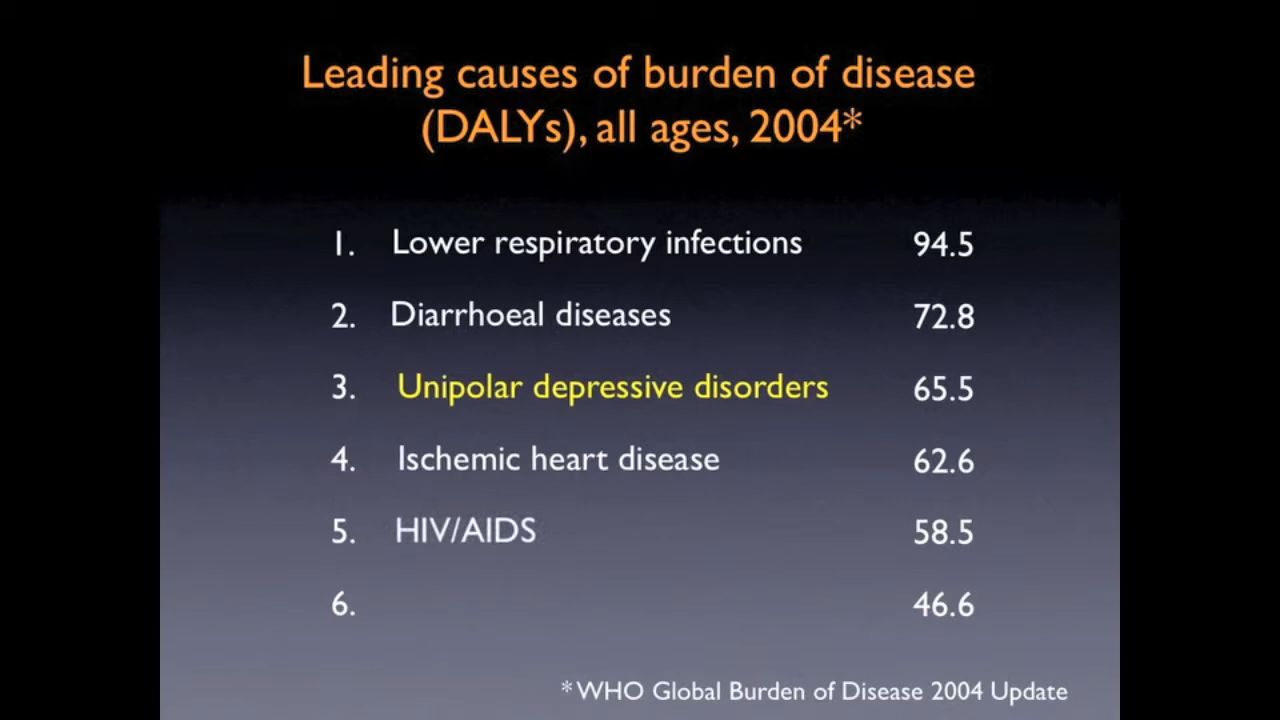 Leading causes of burden of disease
(DALYs), all ages, 2004*
1. Lower respiratory infections 94.5
2. Diarrhoeal diseases 72.8
3. Unipolar depressive disorders 65.5
4. Ischemic heart disease 62.6
5. HIV/AIDS 58.5
6. 46.6
* WHO Global Burden of Disease 2004 Update